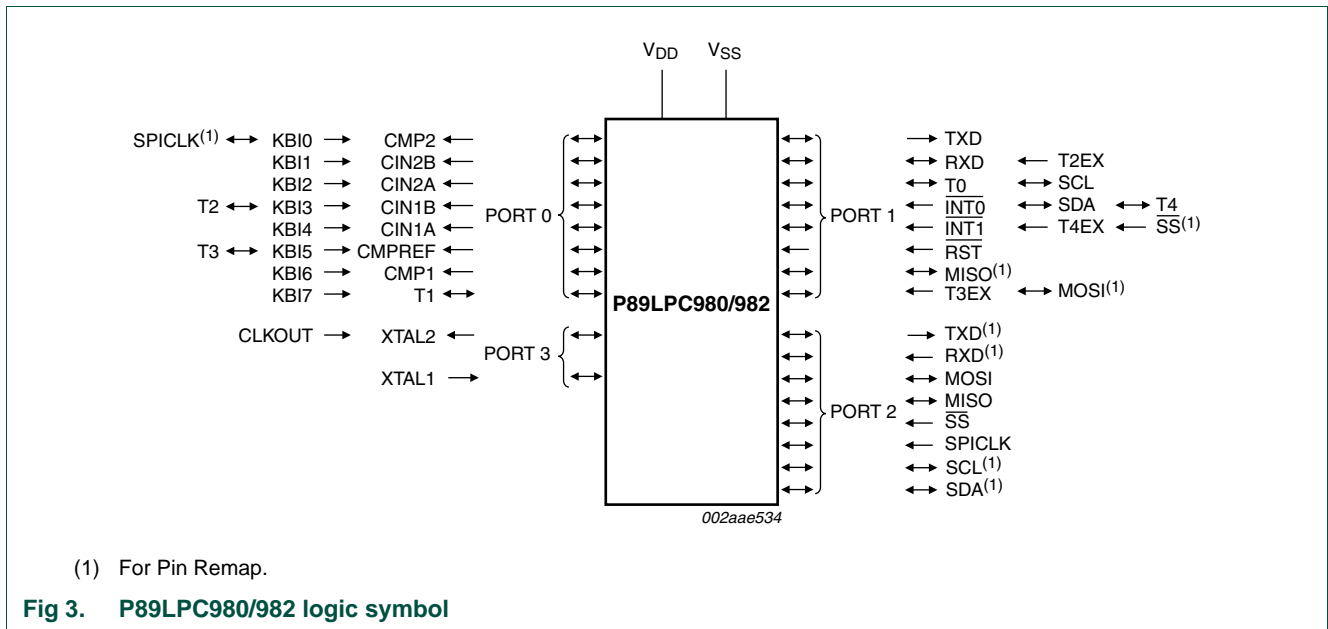 VDD VSS
SPICLK(1) KBI0 CMP2 TXD
KBI1 CIN2B RXD T2EX
KBI2 CIN2A T0 SCL
T2 KBI3 CIN1B PORT 0 PORT 1 INT0 SDA T4
KBI4 CIN1A INT1 T4EX SS(1)
T3 KBI5 CMPREF RST
KBI6 CMP1 MISO(1)
KBI7 T1 T3EX MOSI(1)
P89LPC980/982
CLKOUT XTAL2 PORT 3 TXD(1)
RXD(1)
XTAL1 MOSI
PORT 2 MISO
SS
SPICLK
SCL(1)
SDA(1)
002aae534
(1) For Pin Remap.
Fig 3. P89LPC980/982 logic symbol